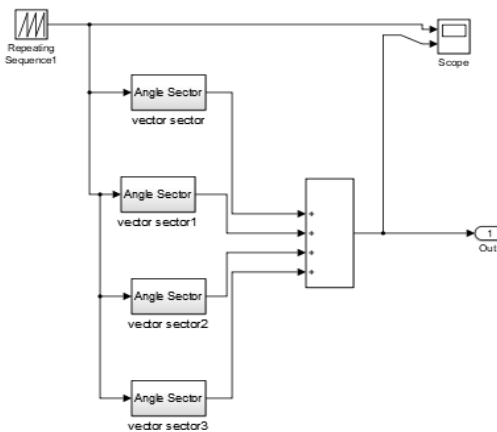 Repeating
Sequence1
Scope
Angle Sector
vector sector
Angle Sector
vector sector1
+
+
+
+
1
Out
Angle Sector
vector sector2
Angle Sector
vector sector3